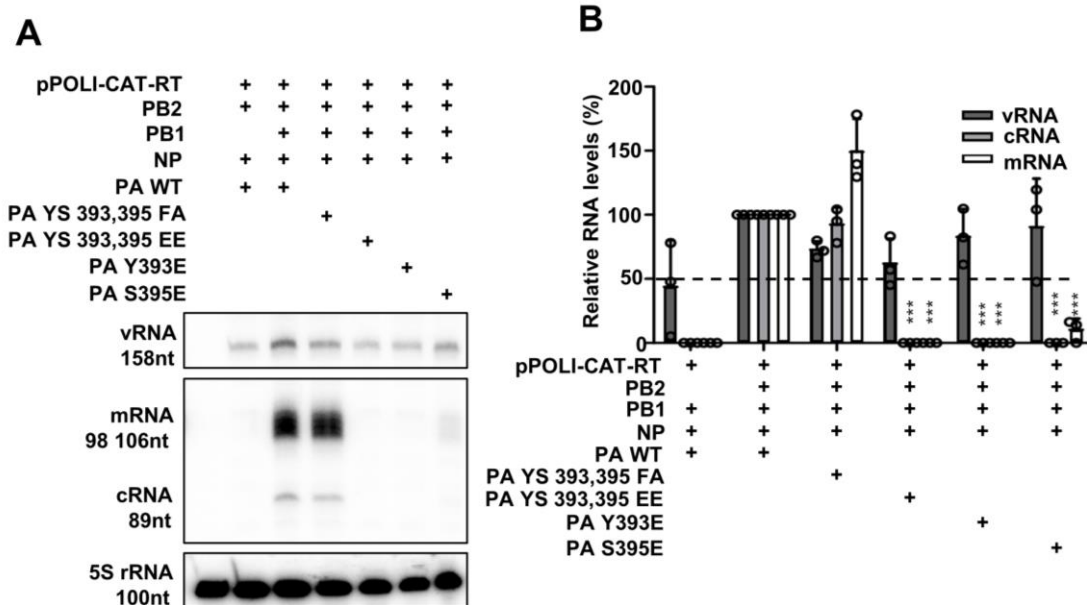 A
pPOLI-CAT-RT + + + + + +
PB2 + + + + + +
PB1 + + + + +
NP + + + + + +
PA WT + +
PA YS 393,395 FA +
PA YS 393,395 EE +
PA Y393E +
PA S395E +
vRNA
158nt
mRNA
98 106nt
cRNA
89nt
5S rRNA
100nt
B
Relative RNA levels (%)
200
150
100
50
0
vRNA
cRNA
mRNA
*** *** *** *** *** ***
pPOLI-CAT-RT + + + + + +
PB2 + + + + +
PB1 + + + + + +
NP + + + + + +
PA WT + +
PA YS 393,395 FA +
PA YS 393,395 EE +
PA Y393E +
PA S395E +